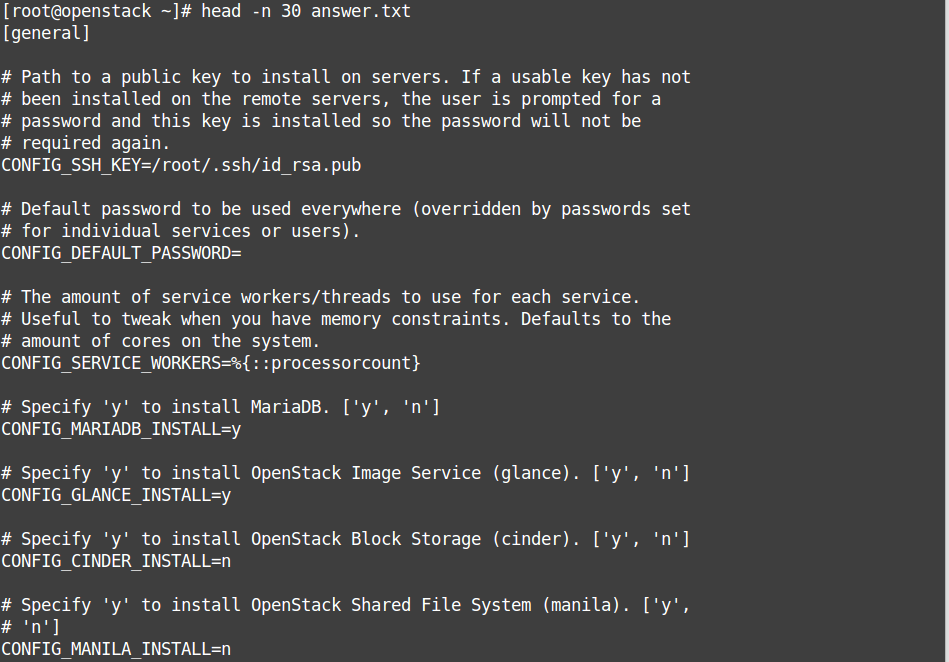 [root@openstack ~]# head -n 30 answer.txt
[general]

# Path to a public key to install on servers. If a usable key has not
# been installed on the remote servers, the user is prompted for a
# password and this key is installed so the password will not be
# required again.
CONFIG_SSH_KEY=/root/.ssh/id_rsa.pub

# Default password to be used everywhere (overridden by passwords set
# for individual services or users).
CONFIG_DEFAULT_PASSWORD=

# The amount of service workers/threads to use for each service.
# Useful to tweak when you have memory constraints. Defaults to the
# amount of cores on the system.
CONFIG_SERVICE_WORKERS=%{::processorcount}

# Specify 'y' to install MariaDB. ['y', 'n']
CONFIG_MARIADB_INSTALL=y

# Specify 'y' to install OpenStack Image Service (glance). ['y', 'n']
CONFIG_GLANCE_INSTALL=y

# Specify 'y' to install OpenStack Block Storage (cinder). ['y', 'n']
CONFIG_CINDER_INSTALL=n

# Specify 'y' to install OpenStack Shared File System (manila). ['y',
# 'n']
CONFIG_MANILA_INSTALL=n